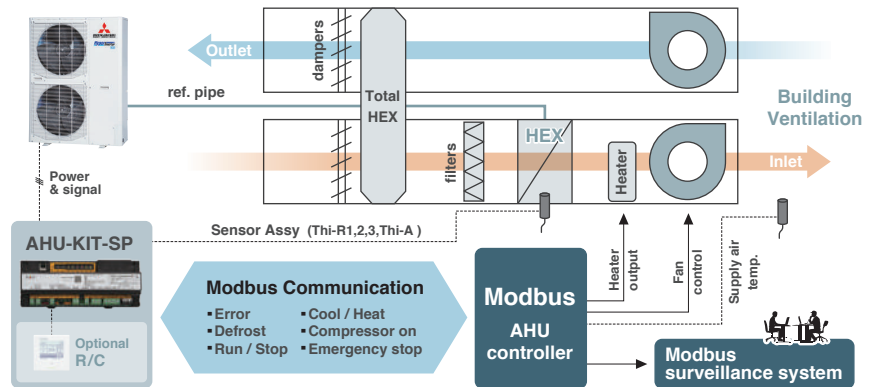 Outlet
dampers
ref. pipe
Total
HEX
Building
Ventilation
HEX
filters
Heater
Inlet
Power
& signal
Sensor Assy (Thi-R1,2,3,Thi-A )
AHU-KIT-SP
Optional
R/C
Modbus Communication
▪Error
▪Defrost
▪Run / Stop
▪Cool / Heat
▪Compressor on
▪Emergency stop
Modbus
AHU
controller
Heater
output
Fan
control
Supply air
temp.
Modbus
surveillance system